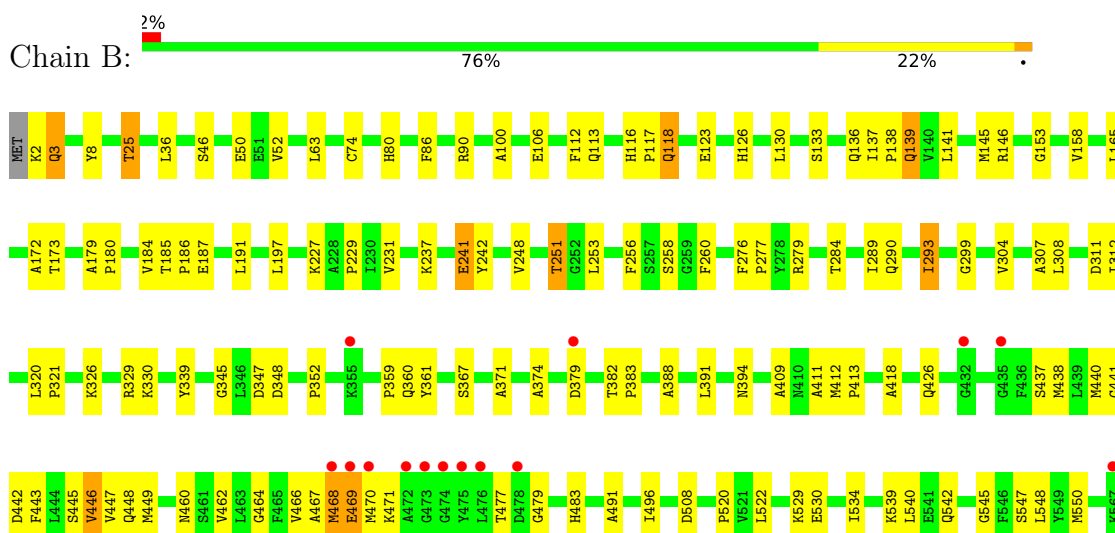 2%
Chain B:
76% 22% •
MET K2 Q3 Y8 T25 L36 S46 E50 E51 V52 L63 C74 H80 F86 R90 A100 E106 F112 Q113 H116 P117 Q118 E123 H126 L130 S133 Q136 I137 P138 Q139 V140 L141 M145 R146 G153 V158
A172 T173 A179 P180 V184 T185 P186 E187 L191 L197 K227 A228 P229 I230 V231 K237 E241 Y242 V248 T251 G252 L253 F256 S257 S258 G259 F260 F276 P277 Y278 R279 T284 I289 Q290 I293 G299 V304 A307 L308 D311
L320 P321 K326 R329 K330 Y339 G345 L346 D347 D348 P352 K355 P359 Q360 Y361 S367 A371 A374 D379 T382 P383 A388 L391 N394 A409 N410 A411 M412 P413 A418 Q426 G432 G435 F436 S437 M438 L439 M440 G441
D442 F443 L444 S445 V446 V447 Q448 M449 N460 S461 V462 L463 G464 F465 V466 A467 M468 E469 M470 K471 A472 G473 G474 Y475 L476 T477 D478 G479 H483 A491 I496 D508 P520 V521 L522 K529 E530 I534 K539 L540 E541 Q542 G545 F546 S547 L548 Y549 M550 K567